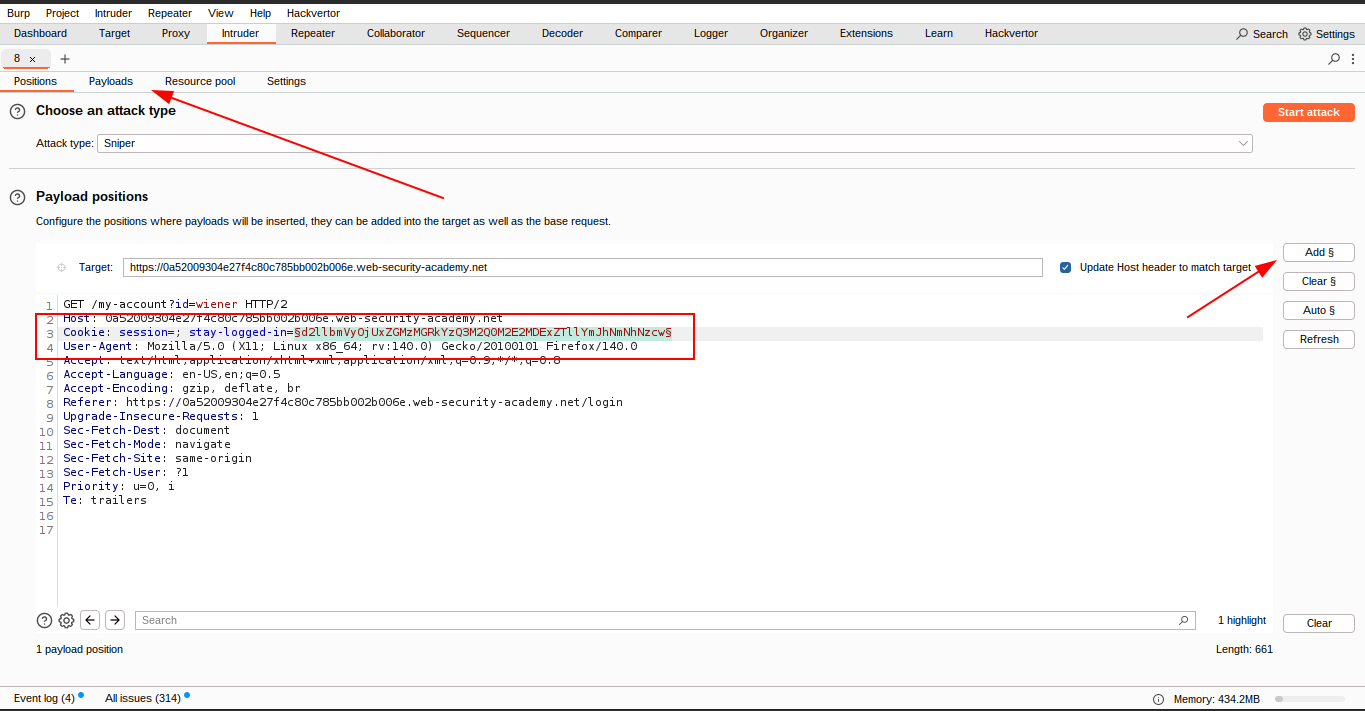 Burp Project Intruder Repeater View Help Hackvertor
Dashboard Target Proxy Intruder Repeater Collaborator Sequencer Decoder Comparer Logger Organizer Extensions Learn Hackvertor Search Settings
8 × +
Positions Payloads Resource pool Settings
? Choose an attack type
Start attack
Attack type: Sniper
? Payload positions
Configure the positions where payloads will be inserted, they can be added into the target as well as the base request.
Add §
Target: https://0a52009304e27f4c80c785bb002b006e.web-security-academy.net Update Host header to match target
Clear §
Auto §
Refresh
1 GET /my-account?id=wiener HTTP/2
2 Host: 0a52009304e27f4c80c785bb002b006e.web-security-academy.net
3 Cookie: session=; stay-logged-in=§d2llbmVyOjUxZGMzMGRkYzQ3M2Q0M2E2MDExZTllYmJhNmNhNzcw§
4 User-Agent: Mozilla/5.0 (X11; Linux x86_64; rv:140.0) Gecko/20100101 Firefox/140.0
5 Accept: text/html,application/xhtml+xml,application/xml;q=0.9,*/*;q=0.8
6 Accept-Language: en-US,en;q=0.5
7 Accept-Encoding: gzip, deflate, br
8 Referer: https://0a52009304e27f4c80c785bb002b006e.web-security-academy.net/login
9 Upgrade-Insecure-Requests: 1
10 Sec-Fetch-Dest: document
11 Sec-Fetch-Mode: navigate
12 Sec-Fetch-Site: same-origin
13 Sec-Fetch-User: ?1
14 Priority: u=0, i
15 Te: trailers
16
17
? Search 1 highlight Clear
1 payload position Length: 661
Event log (4) All issues (314) Memory: 434.2MB